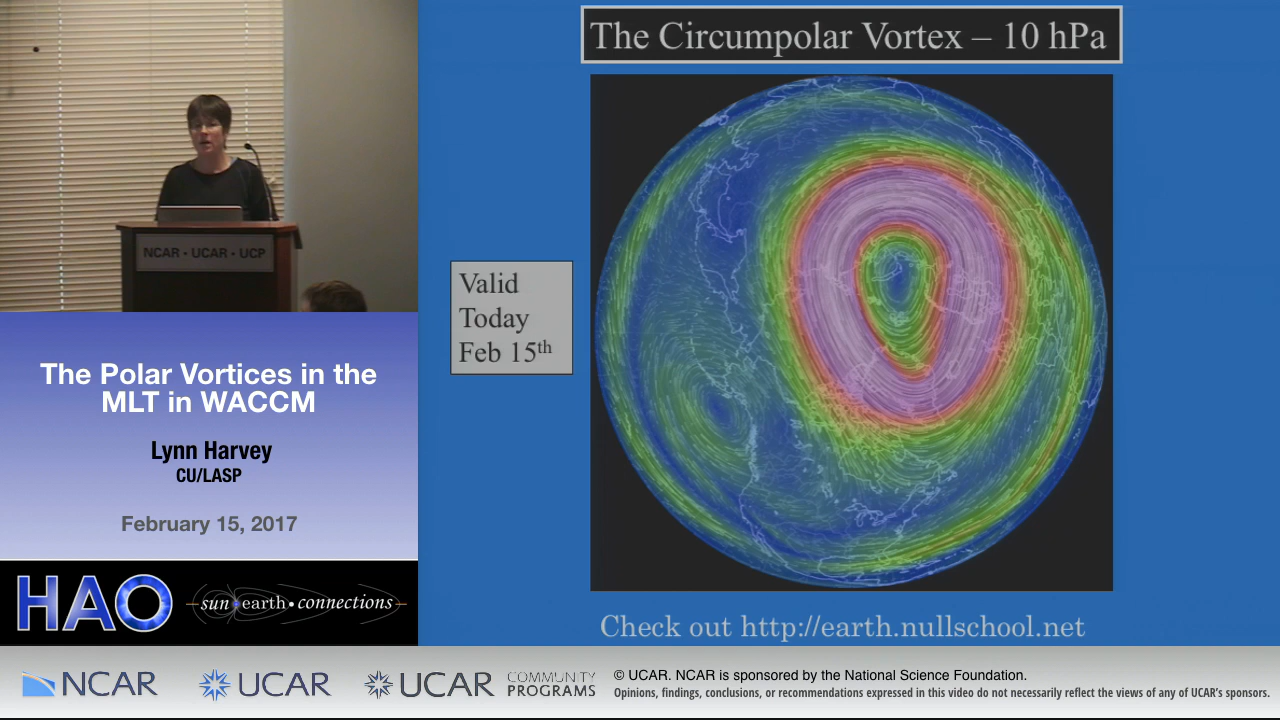 The Circumpolar Vortex – 10 hPa
Valid
Today
Feb 15th
Check out http://earth.nullschool.net
NCAR • UCAR • UCP
The Polar Vortices in the
MLT in WACCM
Lynn Harvey
CU/LASP
February 15, 2017
HAO
sun • earth • connections
NCAR
UCAR
UCAR
COMMUNITY
PROGRAMS
© UCAR. NCAR is sponsored by the National Science Foundation.
Opinions, findings, conclusions, or recommendations expressed in this video do not necessarily reflect the views of any of UCAR's sponsors.